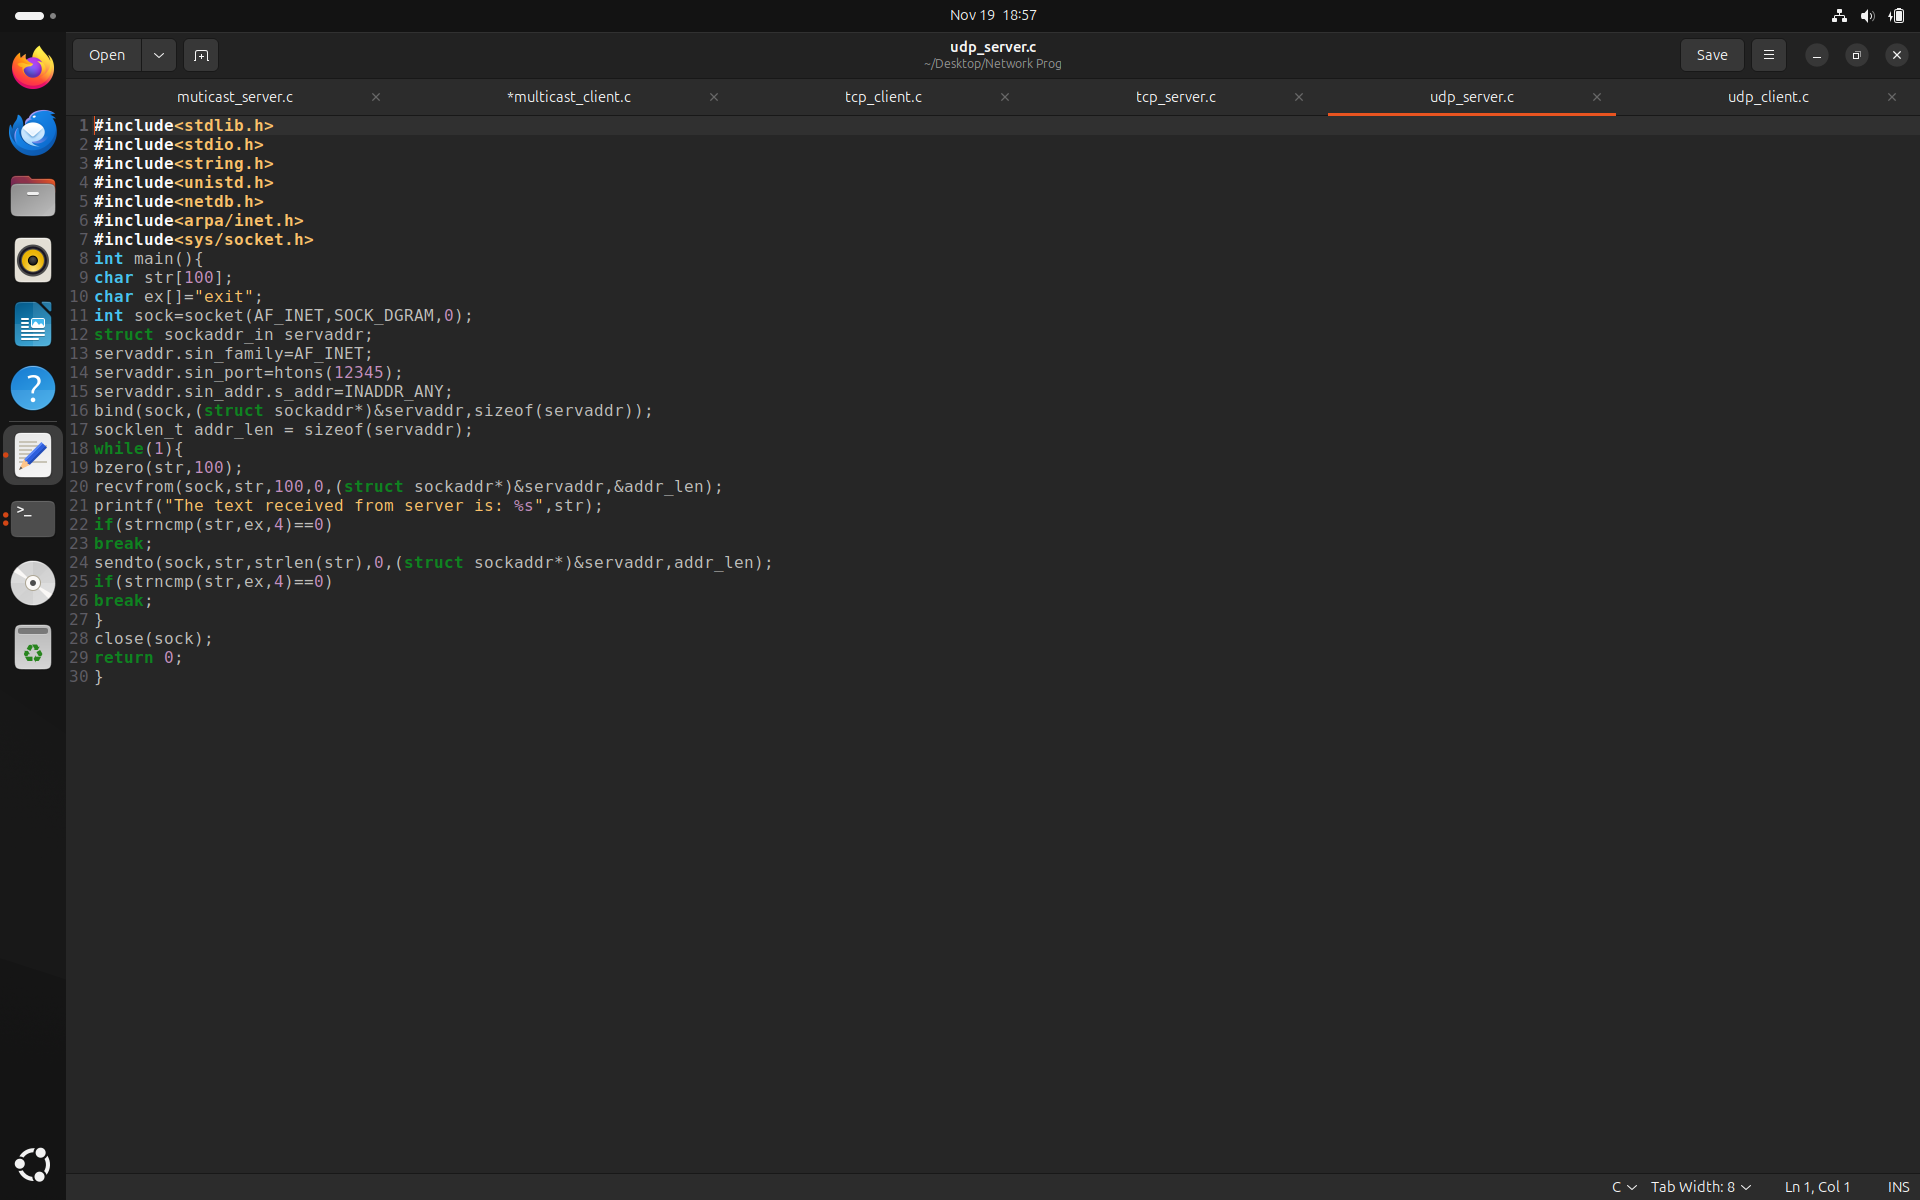 Nov 19 18:57
Open
udp_server.c
~/Desktop/Network Prog
Save
muticast_server.c
*multicast_client.c
tcp_client.c
tcp_server.c
udp_server.c
udp_client.c
1 #include<stdlib.h>
2 #include<stdio.h>
3 #include<string.h>
4 #include<unistd.h>
5 #include<netdb.h>
6 #include<arpa/inet.h>
7 #include<sys/socket.h>
8 int main(){
9 char str[100];
10 char ex[]="exit";
11 int sock=socket(AF_INET,SOCK_DGRAM,0);
12 struct sockaddr_in servaddr;
13 servaddr.sin_family=AF_INET;
14 servaddr.sin_port=htons(12345);
15 servaddr.sin_addr.s_addr=INADDR_ANY;
16 bind(sock,(struct sockaddr*)&servaddr,sizeof(servaddr));
17 socklen_t addr_len = sizeof(servaddr);
18 while(1){
19 bzero(str,100);
20 recvfrom(sock,str,100,0,(struct sockaddr*)&servaddr,&addr_len);
21 printf("The text received from server is: %s",str);
22 if(strncmp(str,ex,4)==0)
23 break;
24 sendto(sock,str,strlen(str),0,(struct sockaddr*)&servaddr,addr_len);
25 if(strncmp(str,ex,4)==0)
26 break;
27 }
28 close(sock);
29 return 0;
30 }
C
Tab Width: 8
Ln 1, Col 1
INS